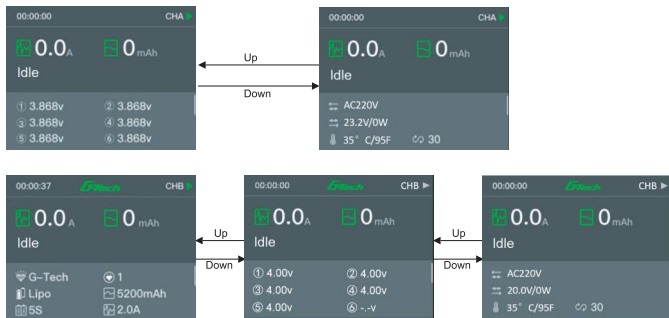 00:00:00 CHA
0.0A 0mAh
Idle
① 3.868v ② 3.868v
③ 3.868v ④ 3.868v
⑤ 3.868v ⑥ 3.868v
Up
Down
00:00:00 CHA
0.0A 0mAh
Idle
AC220V
23.2V/0W
35° C/95F 30
00:00:37 G-Tech CHB
0.0A 0mAh
Idle
G-Tech 1
Lipo 5200mAh
5S 2.0A
Up
Down
00:00:00 G-Tech CHB
0.0A 0mAh
Idle
① 4.00v ② 4.00v
③ 4.00v ④ 4.00v
⑤ 4.00v ⑥ -.-v
Up
Down
00:00:00 G-Tech CHB
0.0A 0mAh
Idle
AC220V
20.0V/0W
35° C/95F 30